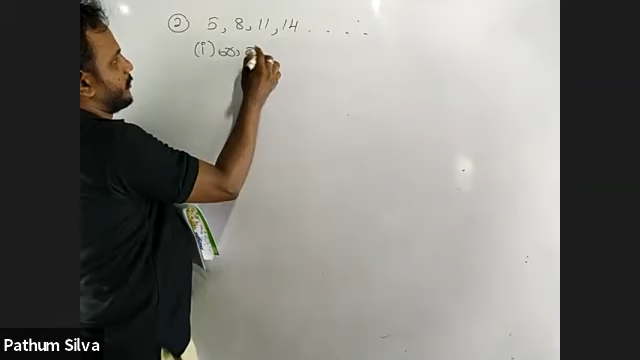 ② 5, 8, 11, 14 . . . .
(i)
Pathum Silva